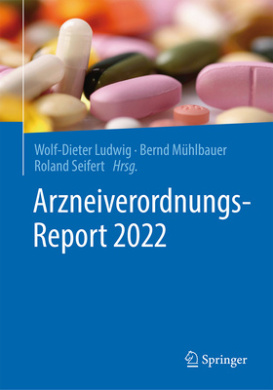 Wolf-Dieter Ludwig · Bernd Mühlbauer
Roland Seifert Hrsg.
Arzneiverordnungs-
Report 2022
Springer